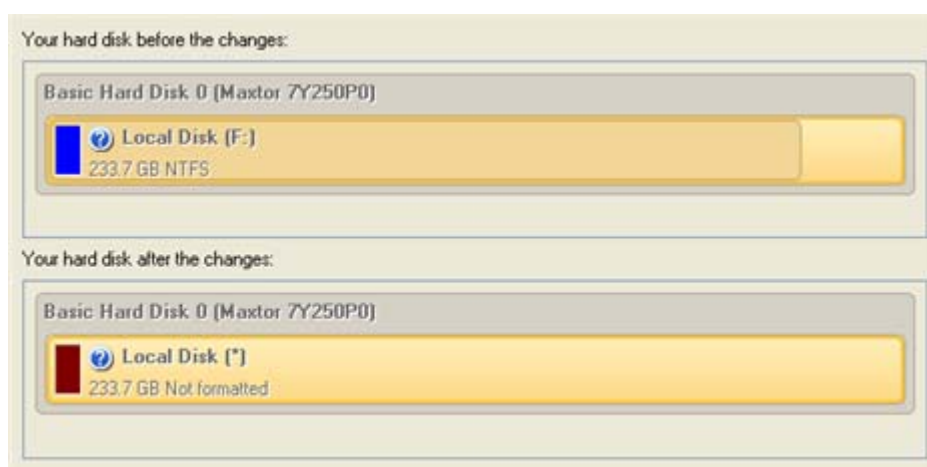 Your hard disk before the changes:
Basic Hard Disk 0 (Maxtor 7Y250P0)
Local Disk (F:)
233.7 GB NTFS
Your hard disk after the changes:
Basic Hard Disk 0 (Maxtor 7Y250P0)
Local Disk (*)
233.7 GB Not formatted